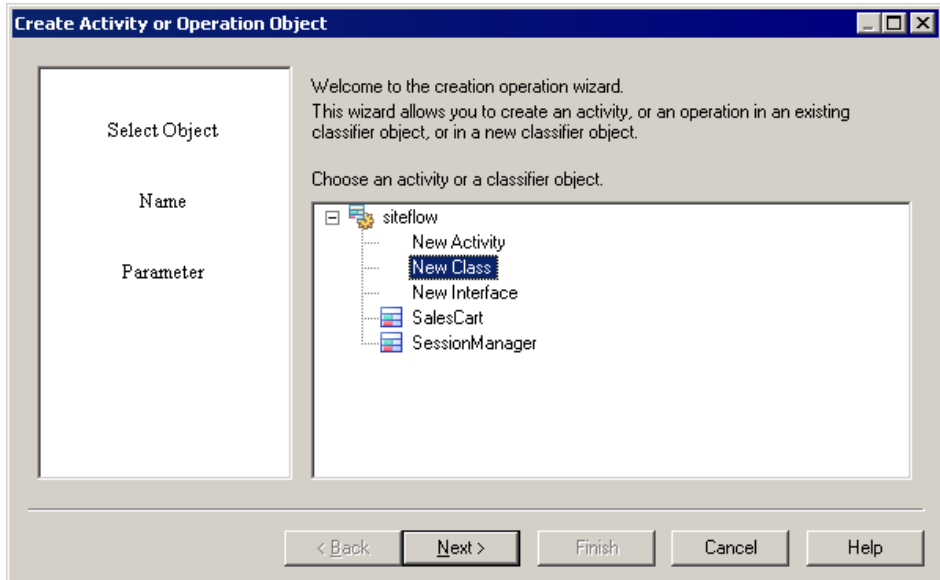 Create Activity or Operation Object
Select Object
Name
Parameter
Welcome to the creation operation wizard.
This wizard allows you to create an activity, or an operation in an existing
classifier object, or in a new classifier object.
Choose an activity or a classifier object.
siteflow
New Activity
New Class
New Interface
SalesCart
SessionManager
< Back
Next >
Finish
Cancel
Help